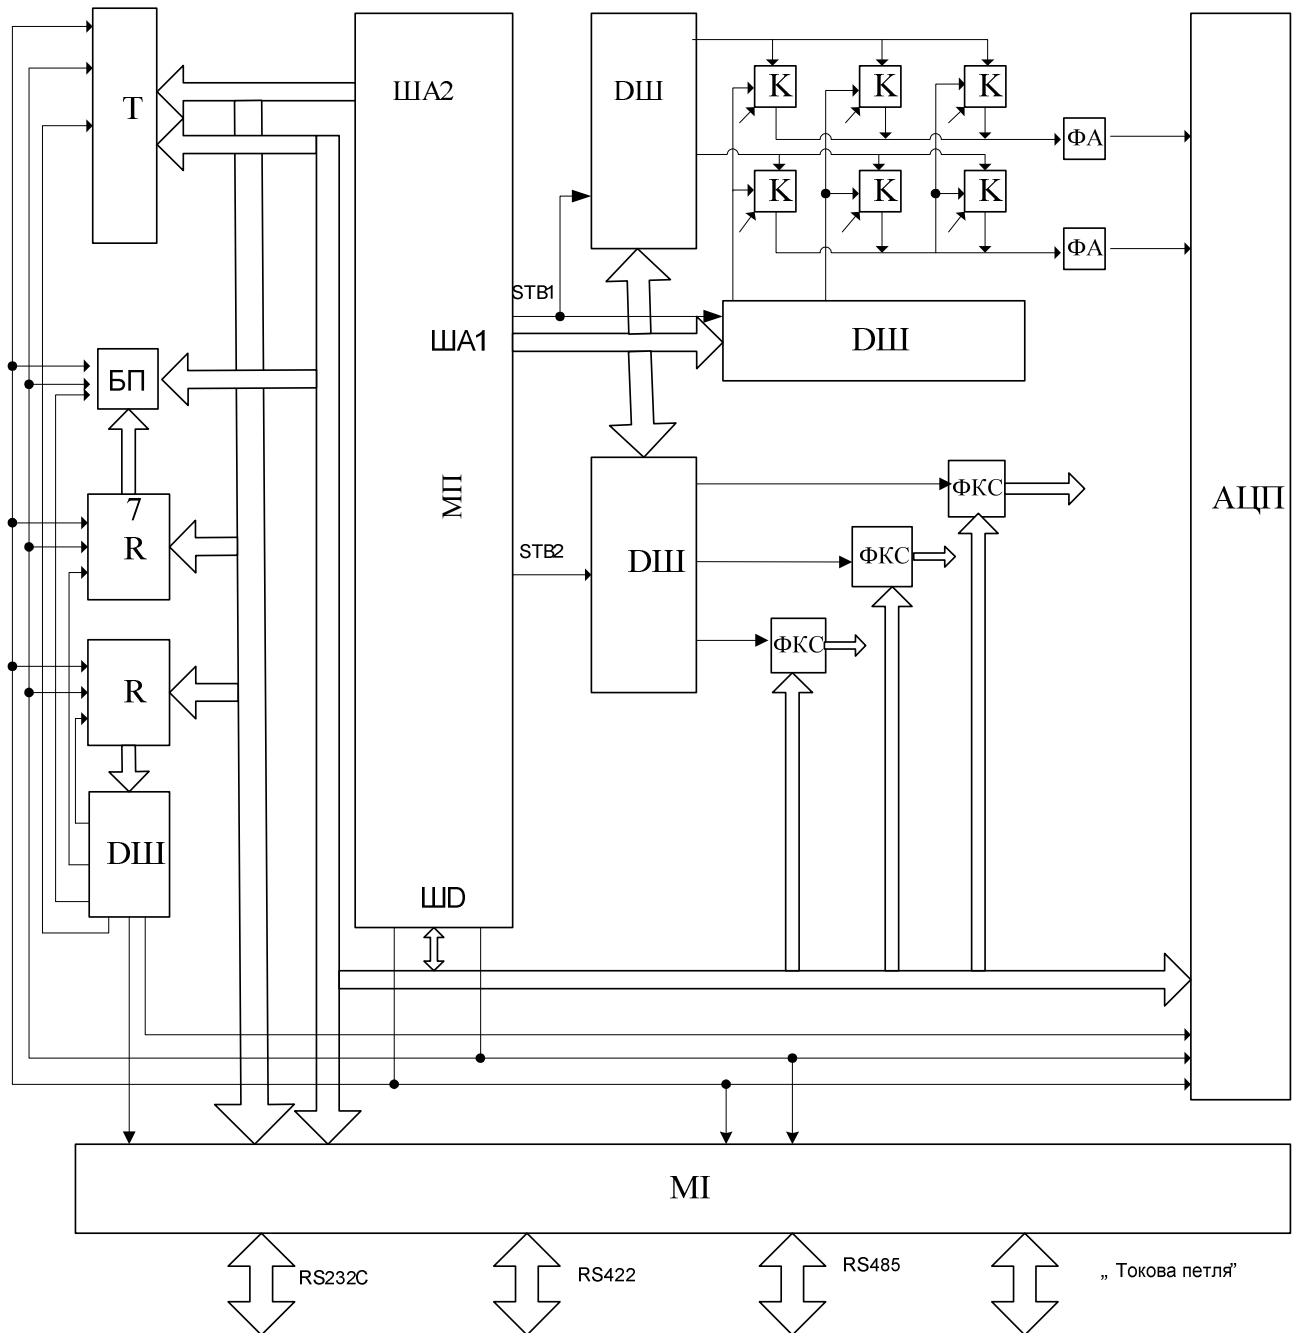 Т
ША2
DШ
К
К
К
ФА
К
К
К
ФА
STB1
ША1
DШ
БП
МП
ФКС
АЦП
7
R
STB2
DШ
ФКС
ФКС
R
DШ
ШD
МІ
RS232C
RS422
RS485
„ Токова петля”